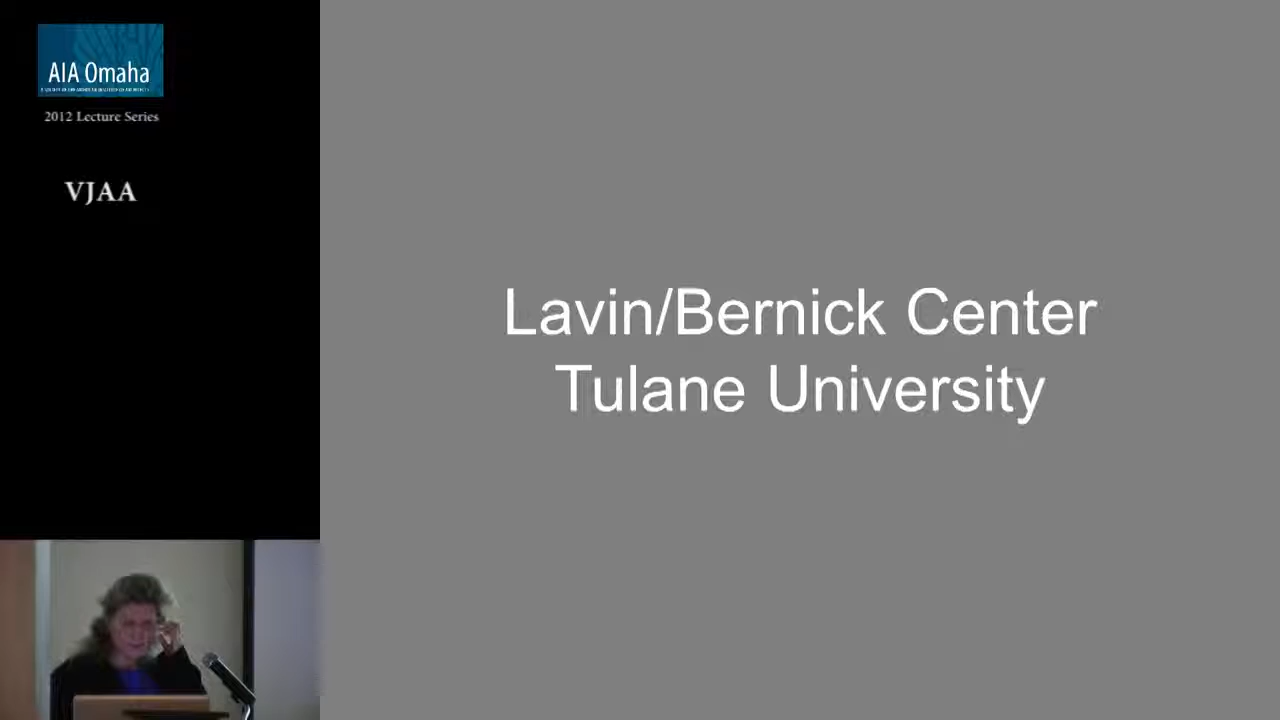 AIA Omaha
2012 Lecture Series
VJAA
Lavin/Bernick Center
Tulane University